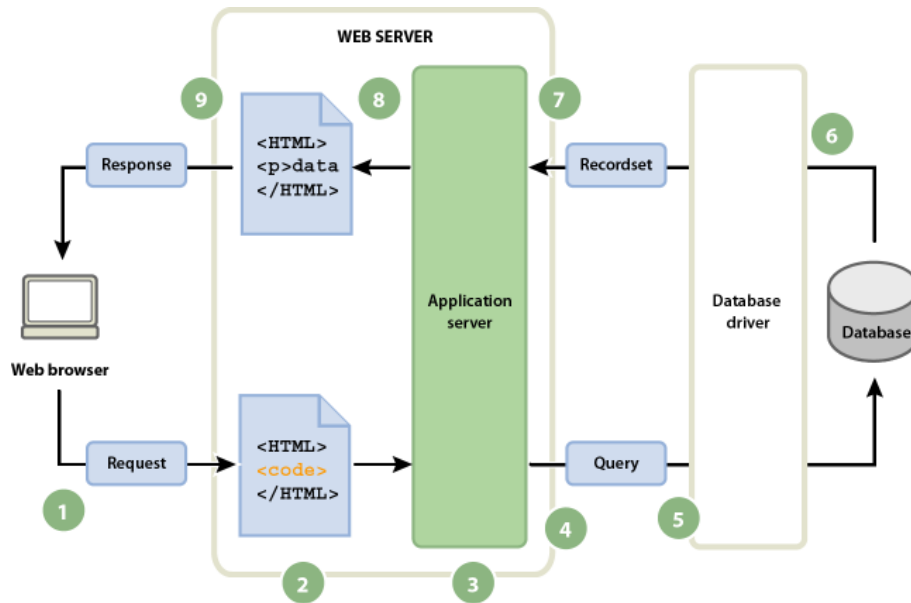 WEB SERVER
9
8
7
6
<HTML>
<p>data
</HTML>
Response
Recordset
Application
server
Database
driver
Database
Web browser
<HTML>
<code>
</HTML>
Request
Query
1
2
3
4
5